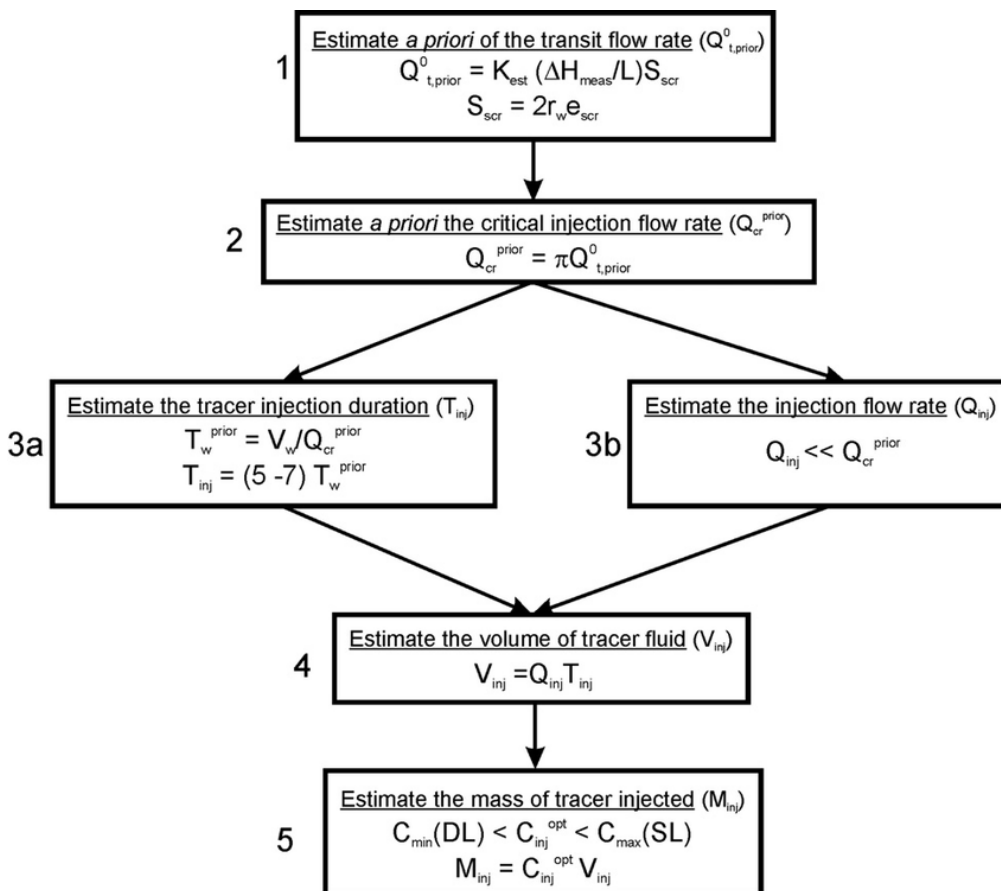 1
Estimate a priori of the transit flow rate (Q⁰t,prior)
Q⁰t,prior = Kest (ΔHmeas/L)Sscr
Sscr = 2rwescr
2
Estimate a priori the critical injection flow rate (Qcr^prior)
Qcr^prior = πQ⁰t,prior
3a
Estimate the tracer injection duration (Tinj)
Tw^prior = Vw/Qcr^prior
Tinj = (5 -7) Tw^prior
3b
Estimate the injection flow rate (Qinj)
Qinj << Qcr^prior
4
Estimate the volume of tracer fluid (Vinj)
Vinj =QinjTinj
5
Estimate the mass of tracer injected (Minj)
Cmin(DL) < Cinj^opt < Cmax(SL)
Minj = Cinj^opt Vinj